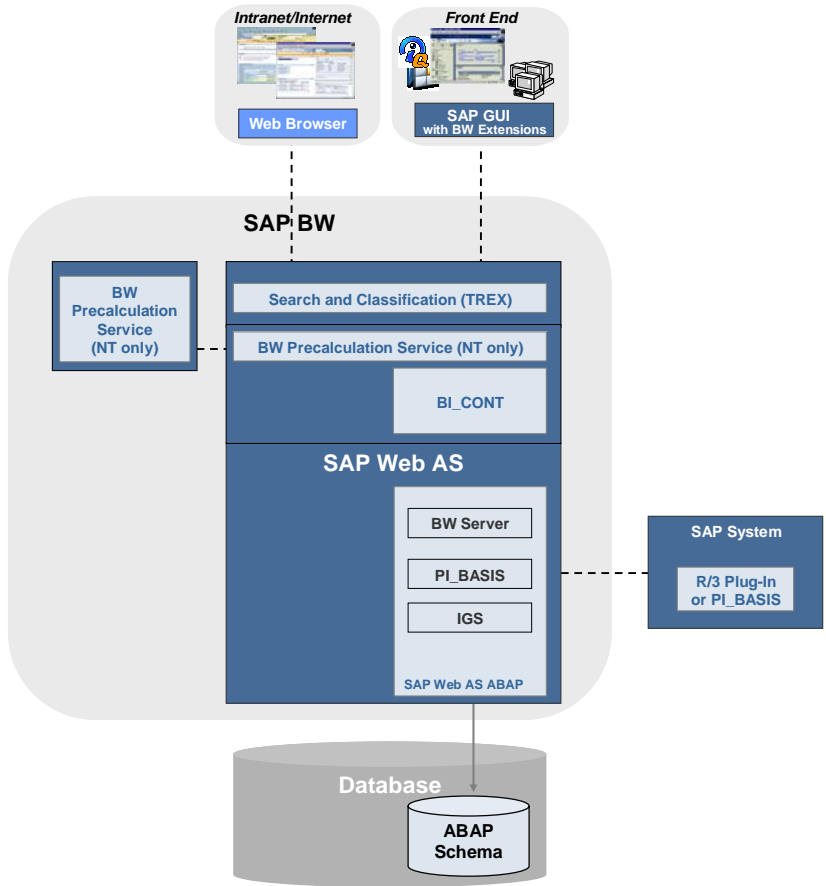 Intranet/Internet
Web Browser
Front End
SAP GUI
with BW Extensions
SAP BW
BW
Precalculation
Service
(NT only)
Search and Classification (TREX)
BW Precalculation Service (NT only)
BI_CONT
SAP Web AS
BW Server
PI_BASIS
IGS
SAP Web AS ABAP
SAP System
R/3 Plug-In
or PI_BASIS
Database
ABAP
Schema